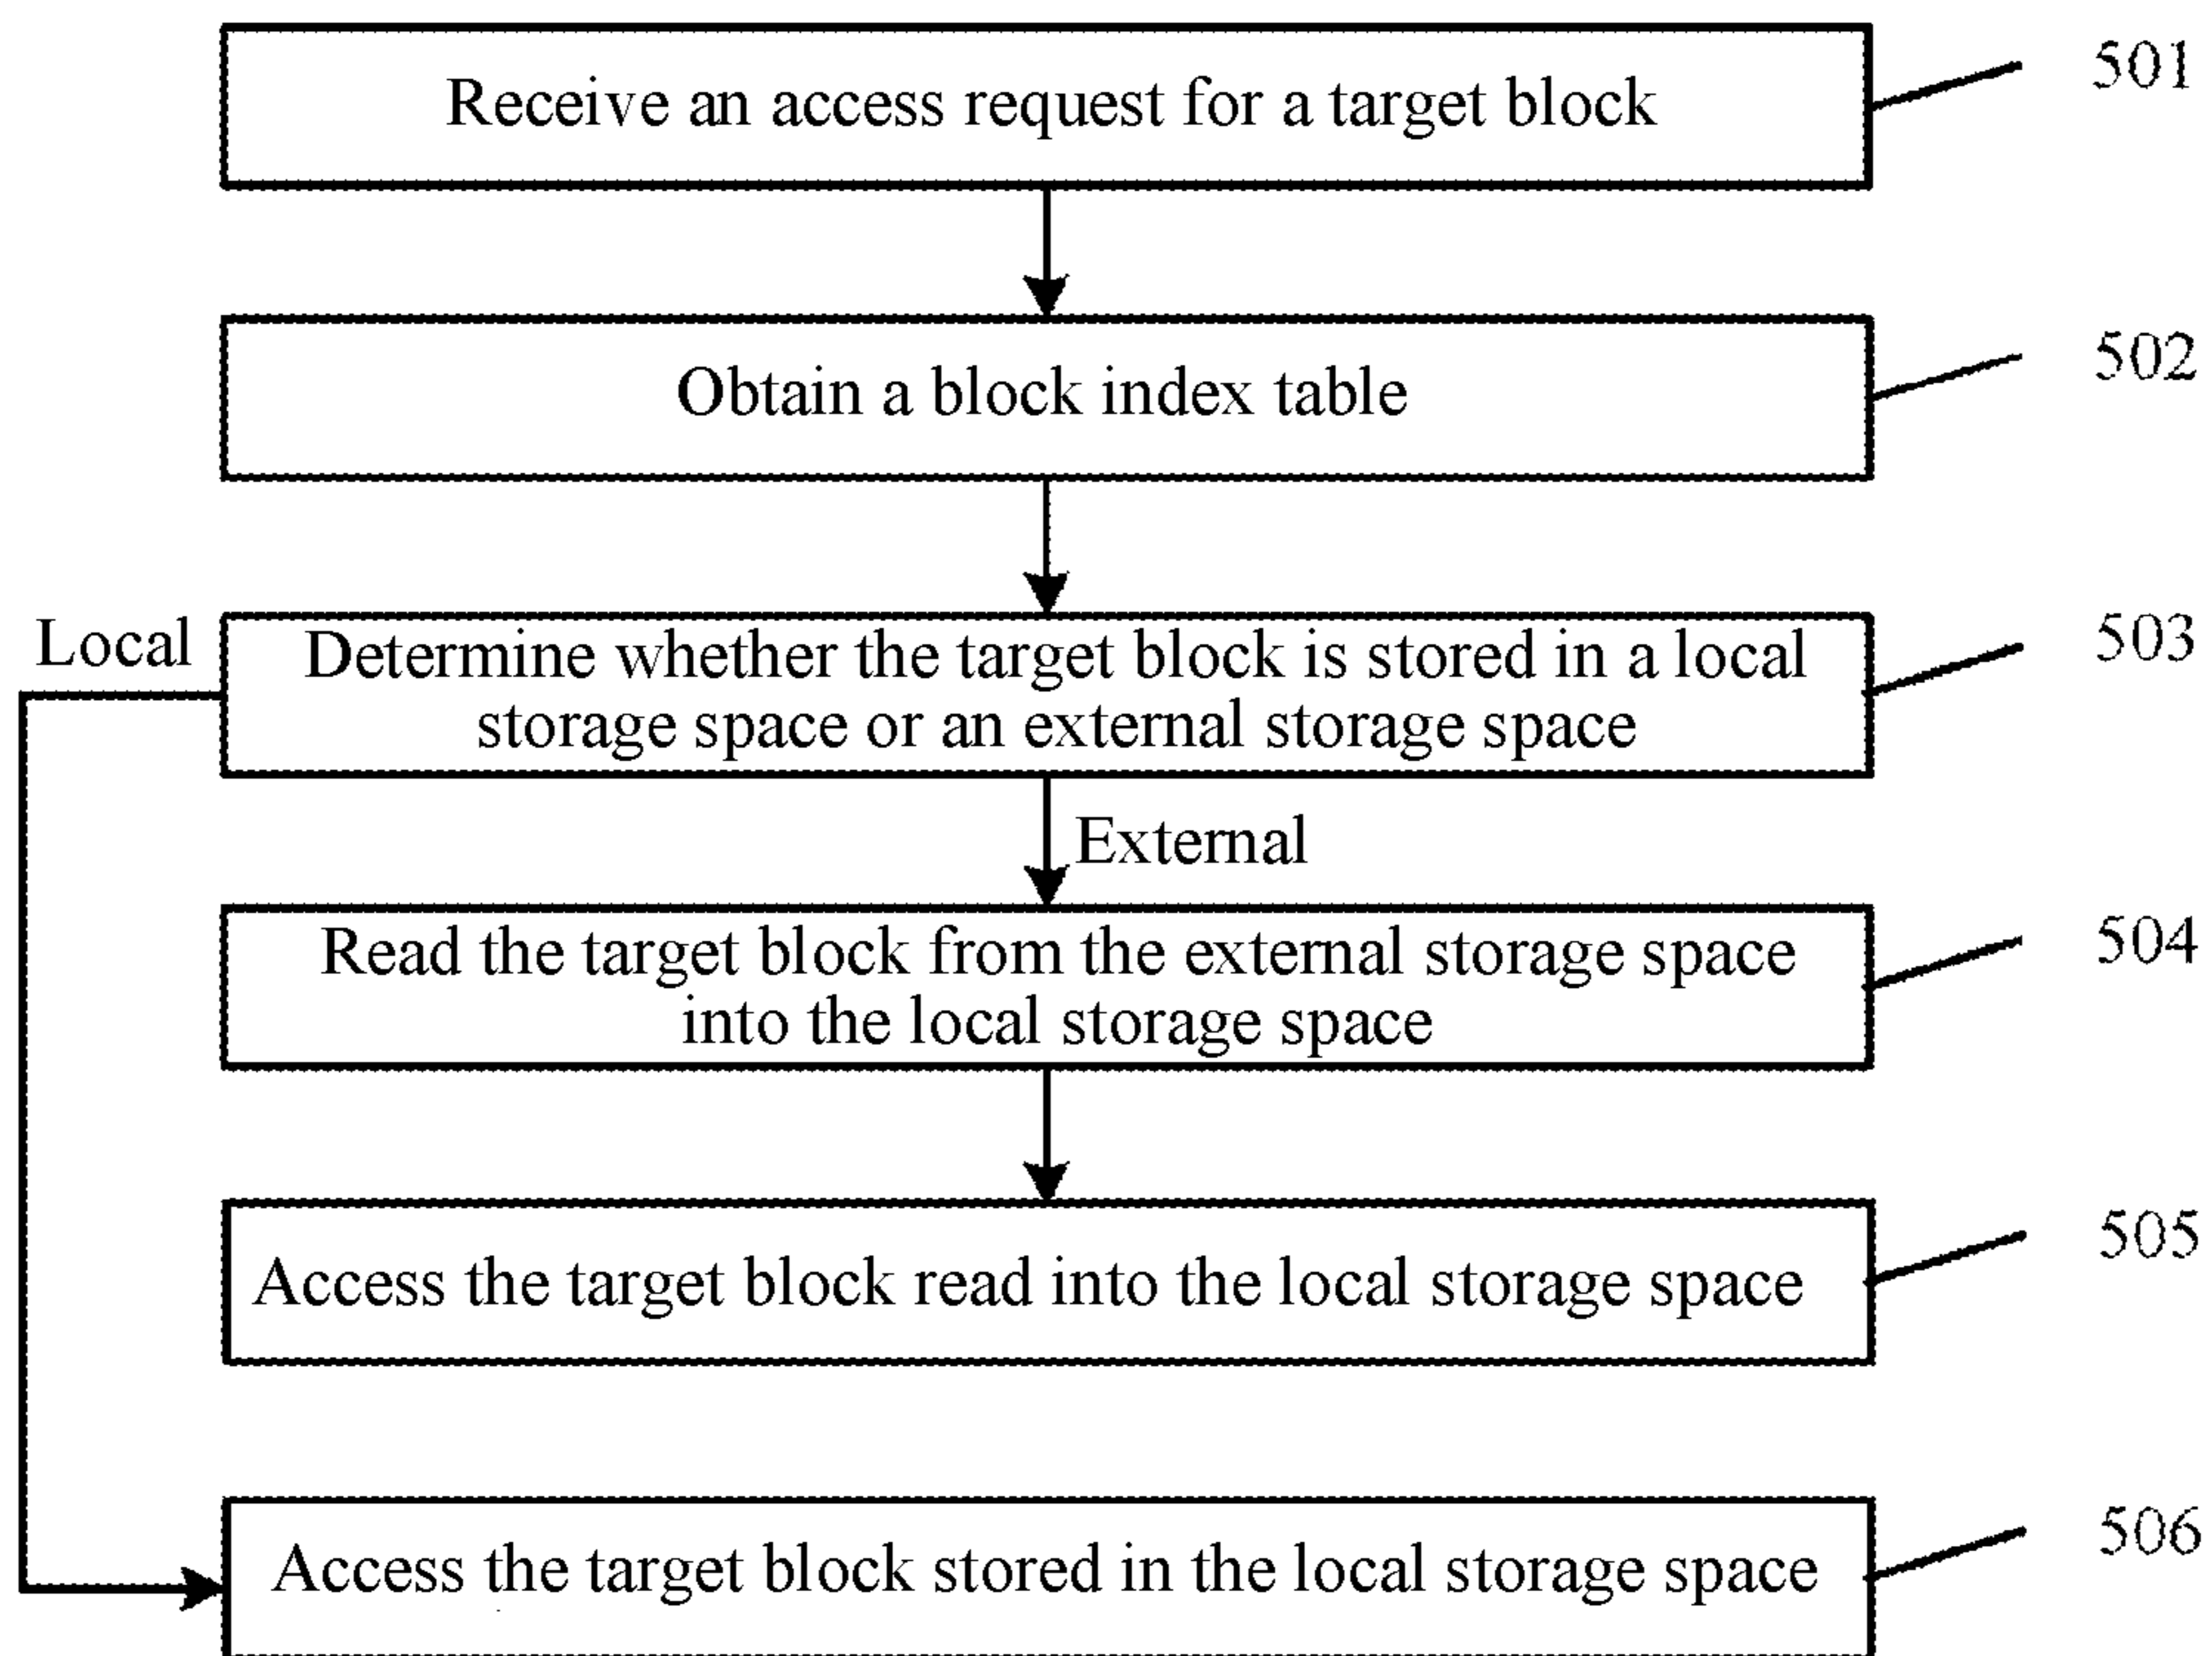 Receive an access request for a target block
501
Obtain a block index table
502
Local
Determine whether the target block is stored in a local
storage space or an external storage space
503
External
Read the target block from the external storage space
into the local storage space
504
Access the target block read into the local storage space
505
Access the target block stored in the local storage space
506